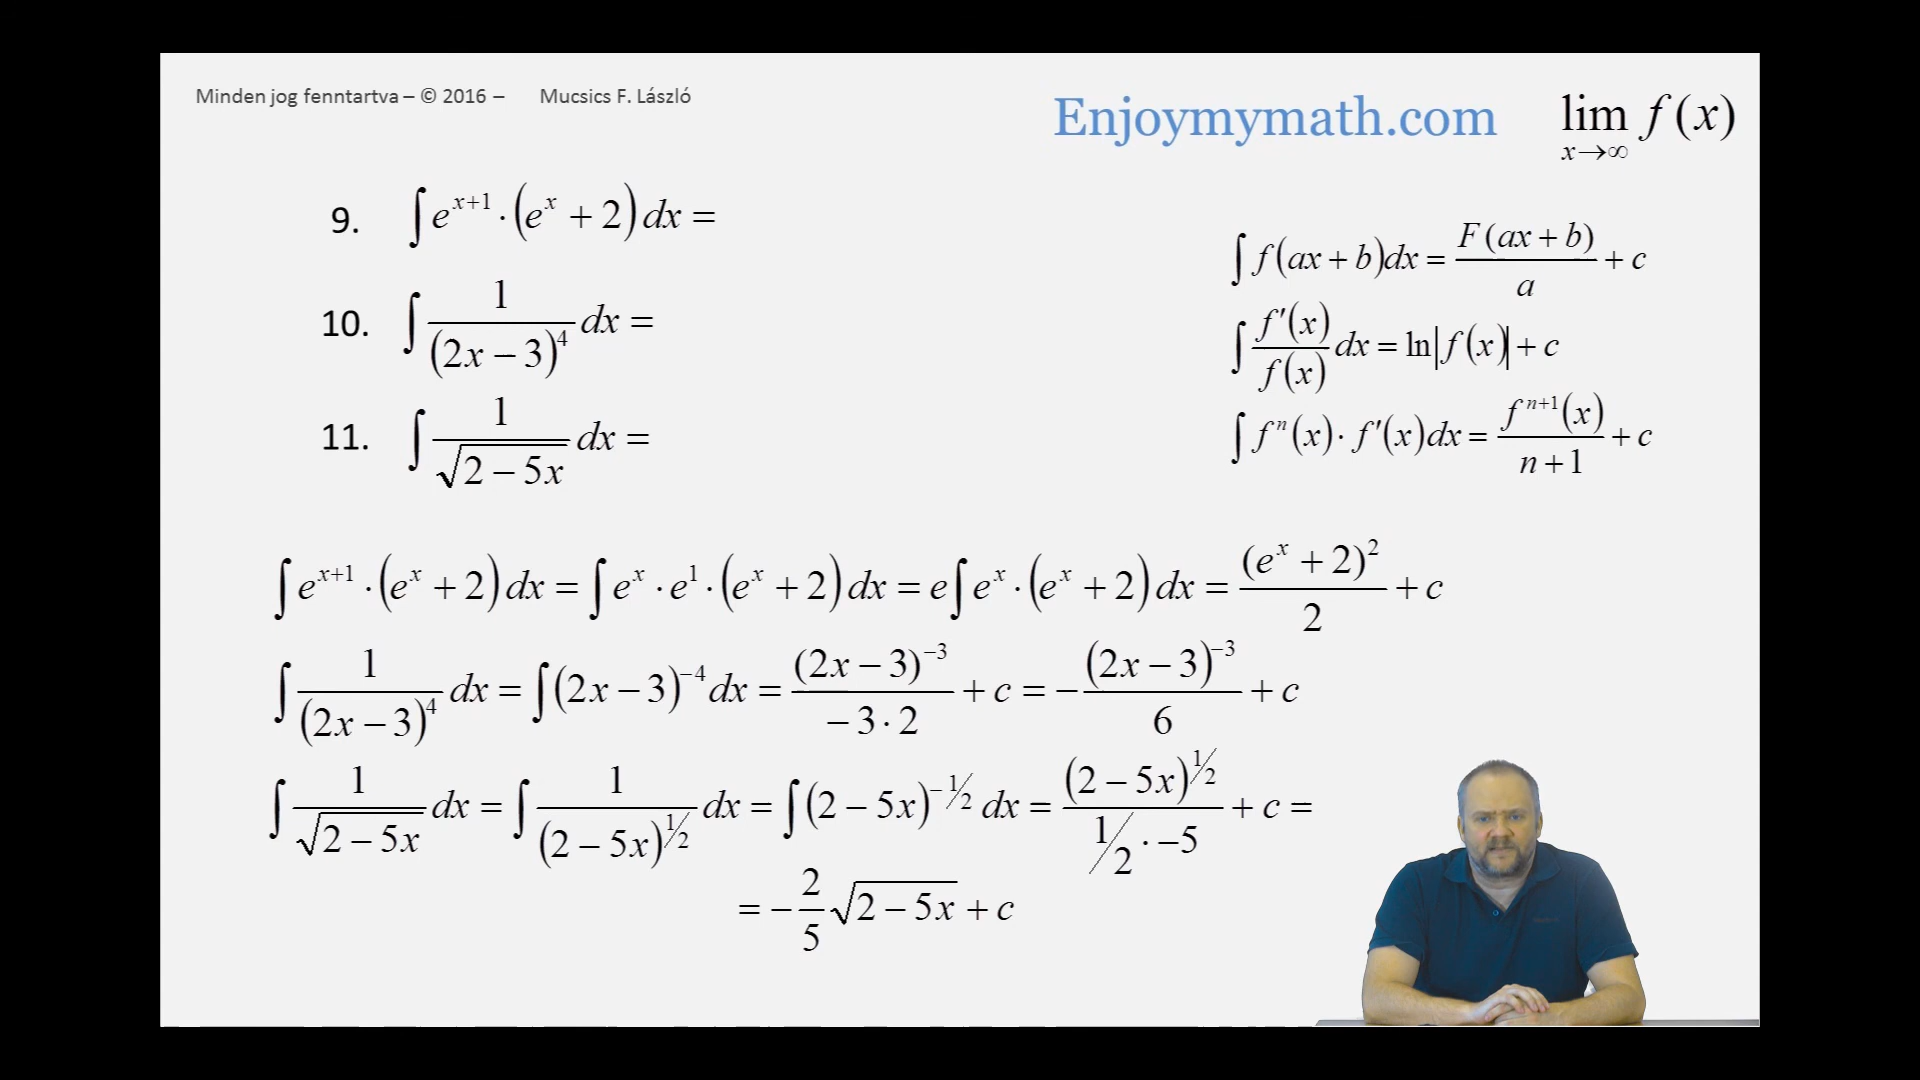 Minden jog fenntartva – © 2016 – Mucsics F. László
Enjoymymath.com
lim_{x→∞} f(x)
9. ∫ e^{x+1} · (e^x + 2) dx =
10. ∫ 1/(2x − 3)^4 dx =
11. ∫ 1/√(2 − 5x) dx =
∫ f(ax + b)dx = F(ax + b)/a + c
∫ f'(x)/f(x) dx = ln|f(x)| + c
∫ f^n(x) · f'(x)dx = f^{n+1}(x)/(n + 1) + c
∫ e^{x+1} · (e^x + 2) dx = ∫ e^x · e^1 · (e^x + 2) dx = e∫ e^x · (e^x + 2) dx = (e^x + 2)^2/2 + c
∫ 1/(2x − 3)^4 dx = ∫ (2x − 3)^{−4} dx = (2x − 3)^{−3}/(−3 · 2) + c = −(2x − 3)^{−3}/6 + c
∫ 1/√(2 − 5x) dx = ∫ 1/(2 − 5x)^{1/2} dx = ∫ (2 − 5x)^{−1/2} dx = (2 − 5x)^{1/2}/(1/2 · −5) + c =
= −2/5 √(2 − 5x) + c